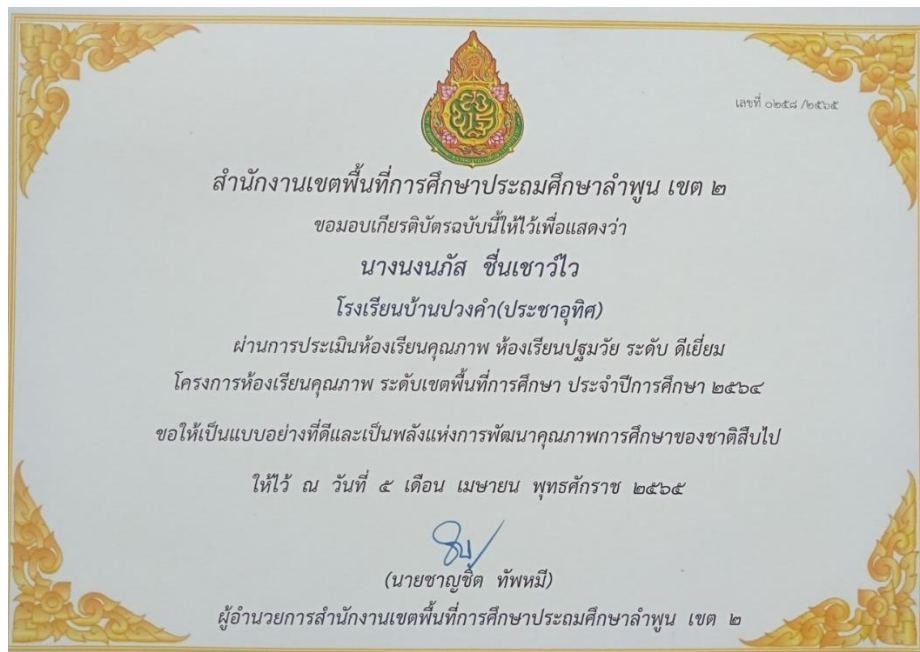 เลขที่ ๐๒๕๘ /๒๕๖๕
สำนักงานเขตพื้นที่การศึกษาประถมศึกษาลำพูน เขต ๒
ขอมอบเกียรติบัตรฉบับนี้ให้ไว้เพื่อแสดงว่า
นางนงนภัส ชื่นเชาว์ไว
โรงเรียนบ้านปวงคำ(ประชาอุทิศ)
ผ่านการประเมินห้องเรียนคุณภาพ ห้องเรียนปฐมวัย ระดับ ดีเยี่ยม
โครงการห้องเรียนคุณภาพ ระดับเขตพื้นที่การศึกษา ประจำปีการศึกษา ๒๕๖๔
ขอให้เป็นแบบอย่างที่ดีและเป็นพลังแห่งการพัฒนาคุณภาพการศึกษาของชาติสืบไป
ให้ไว้ ณ วันที่ ๕ เดือน เมษายน พุทธศักราช ๒๕๖๕
(นายชาญชิต ทัพหมี)
ผู้อำนวยการสำนักงานเขตพื้นที่การศึกษาประถมศึกษาลำพูน เขต ๒